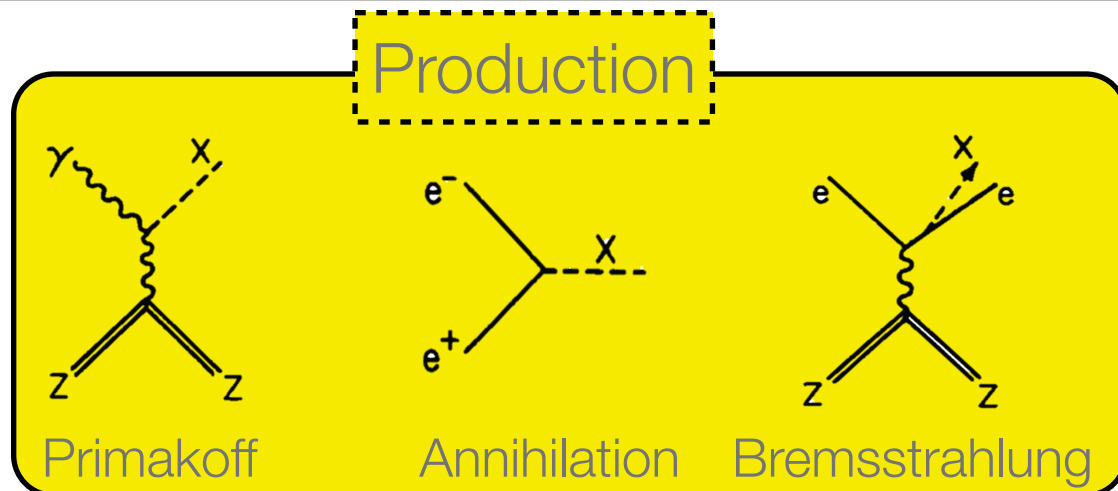 Production
γ X
e⁻
X
e⁺
X
e e
Z Z
Z Z
Primakoff Annihilation Bremsstrahlung